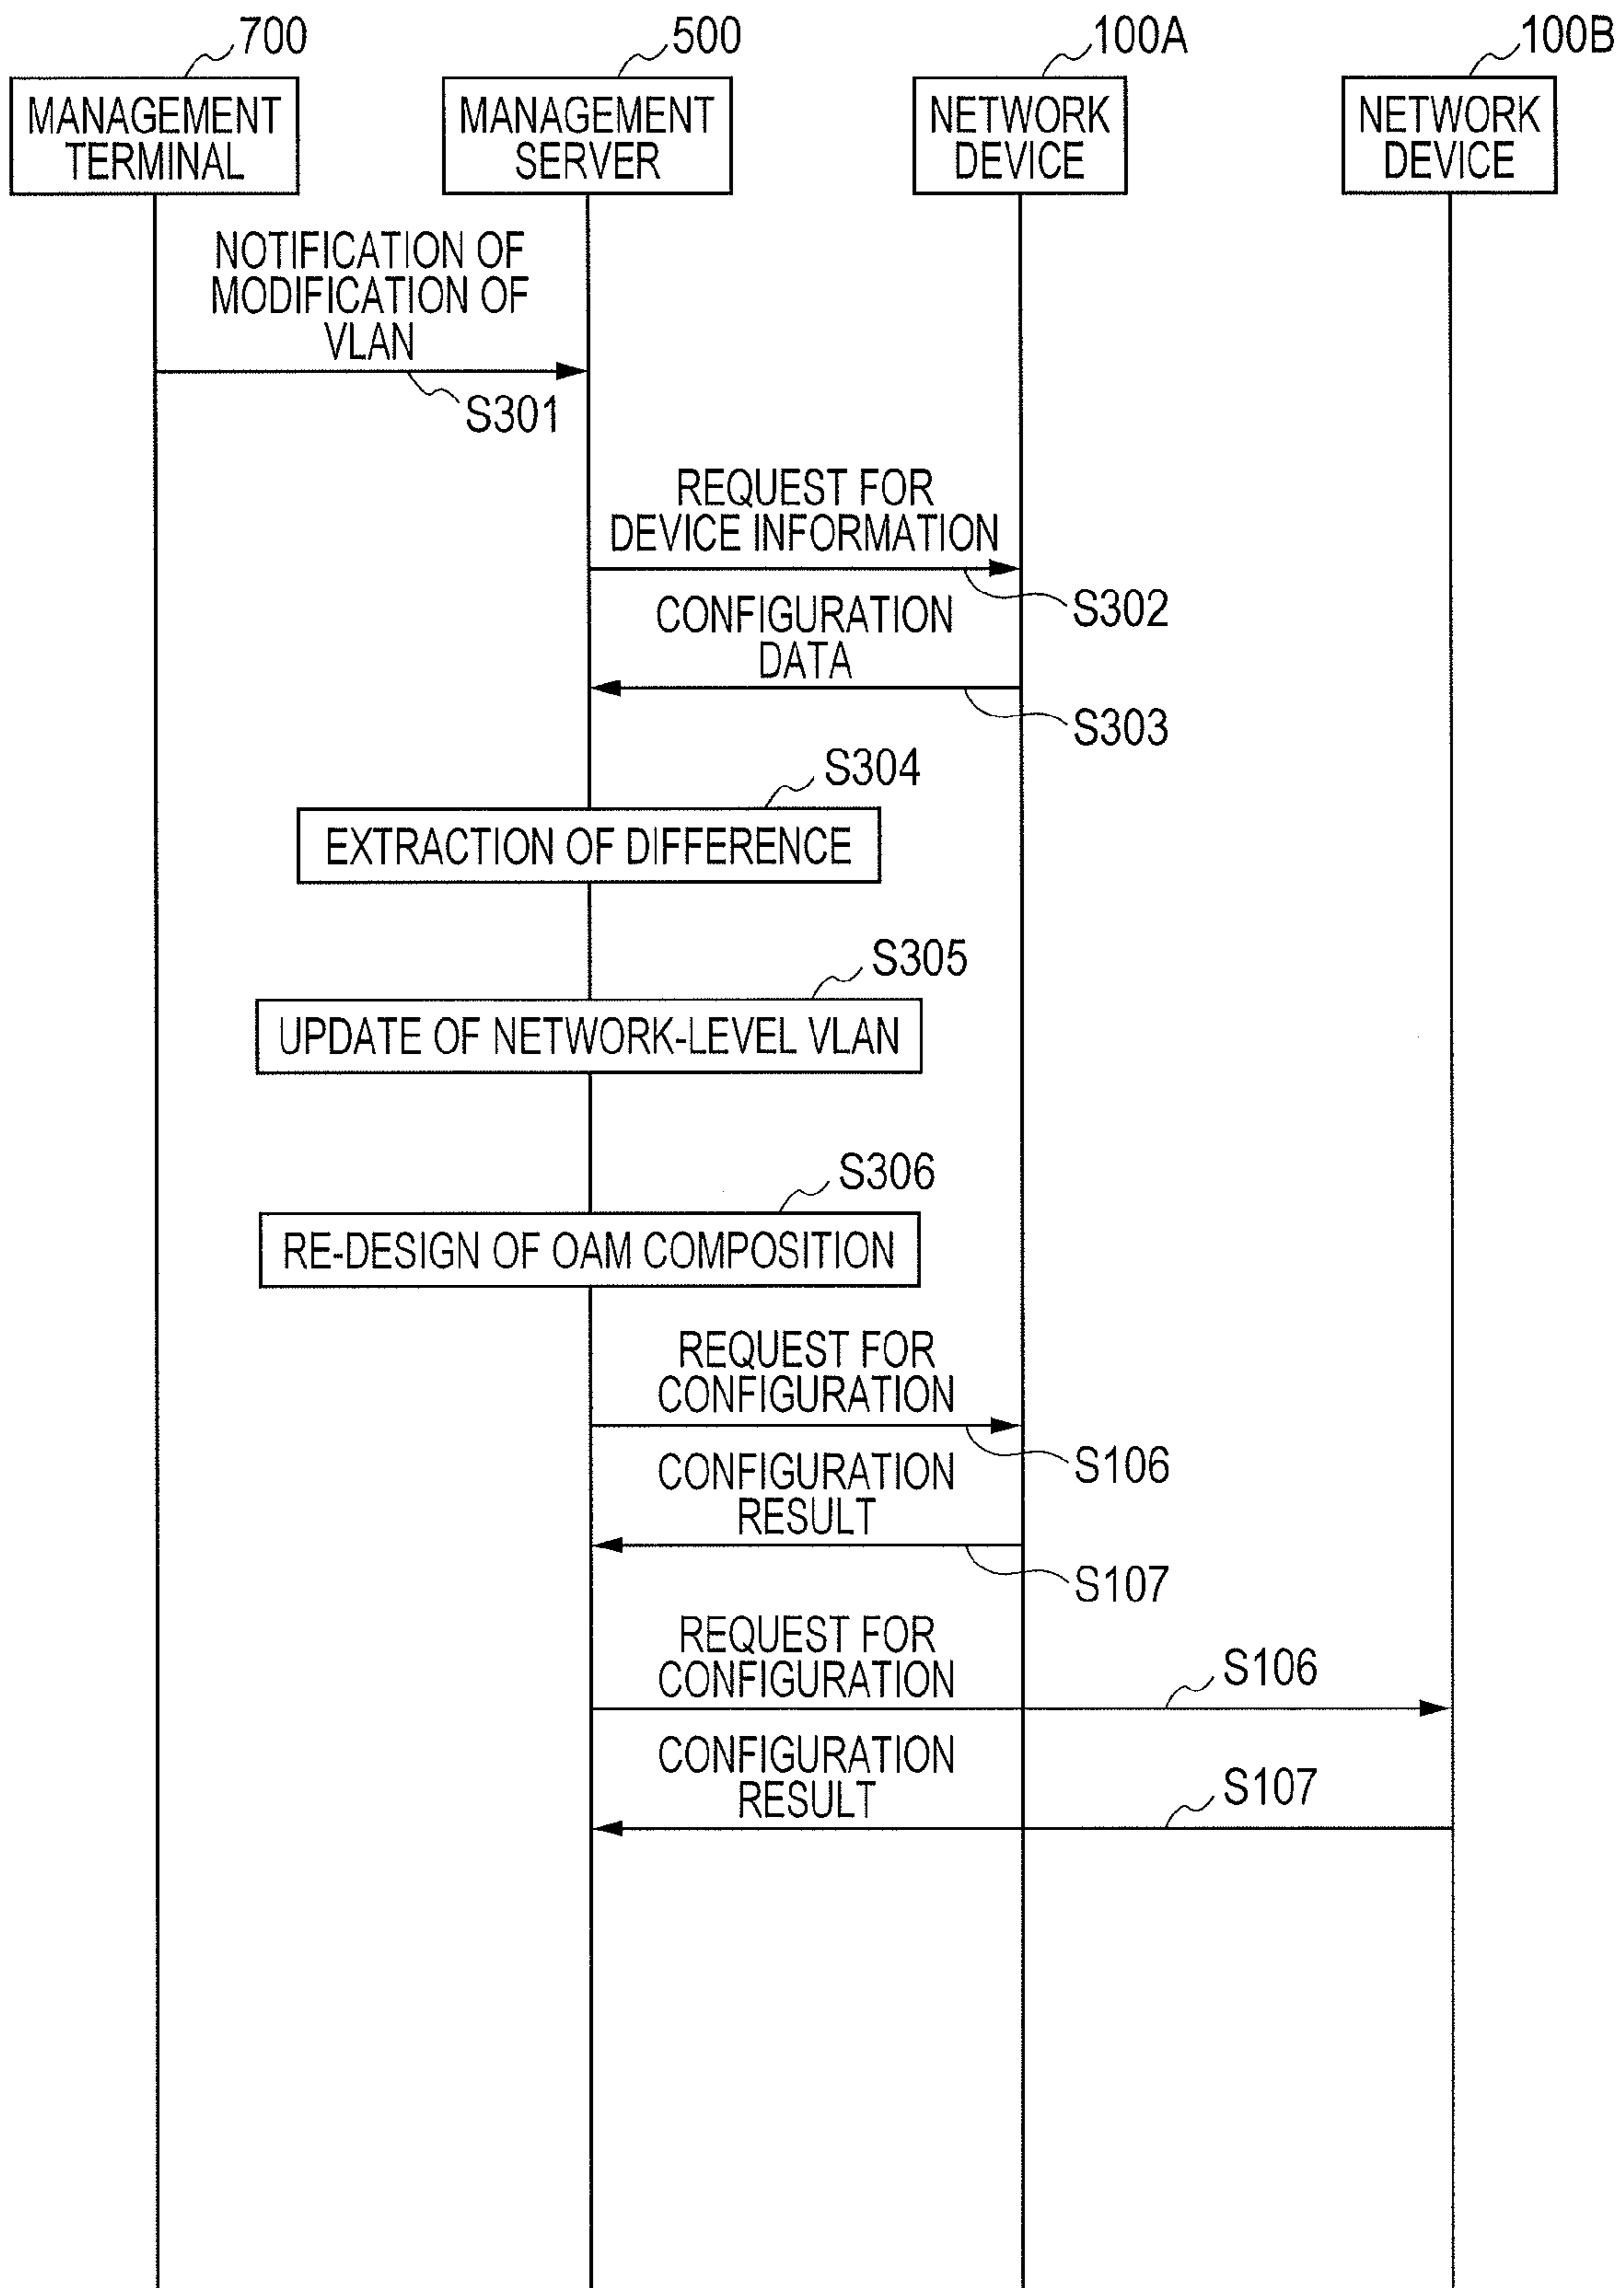 700
500
100A
100B
MANAGEMENT
TERMINAL
MANAGEMENT
SERVER
NETWORK
DEVICE
NETWORK
DEVICE
NOTIFICATION OF
MODIFICATION OF
VLAN
S301
REQUEST FOR
DEVICE INFORMATION
S302
CONFIGURATION
DATA
S303
S304
EXTRACTION OF DIFFERENCE
S305
UPDATE OF NETWORK-LEVEL VLAN
S306
RE-DESIGN OF OAM COMPOSITION
REQUEST FOR
CONFIGURATION
S106
CONFIGURATION
RESULT
S107
REQUEST FOR
CONFIGURATION
S106
CONFIGURATION
RESULT
S107